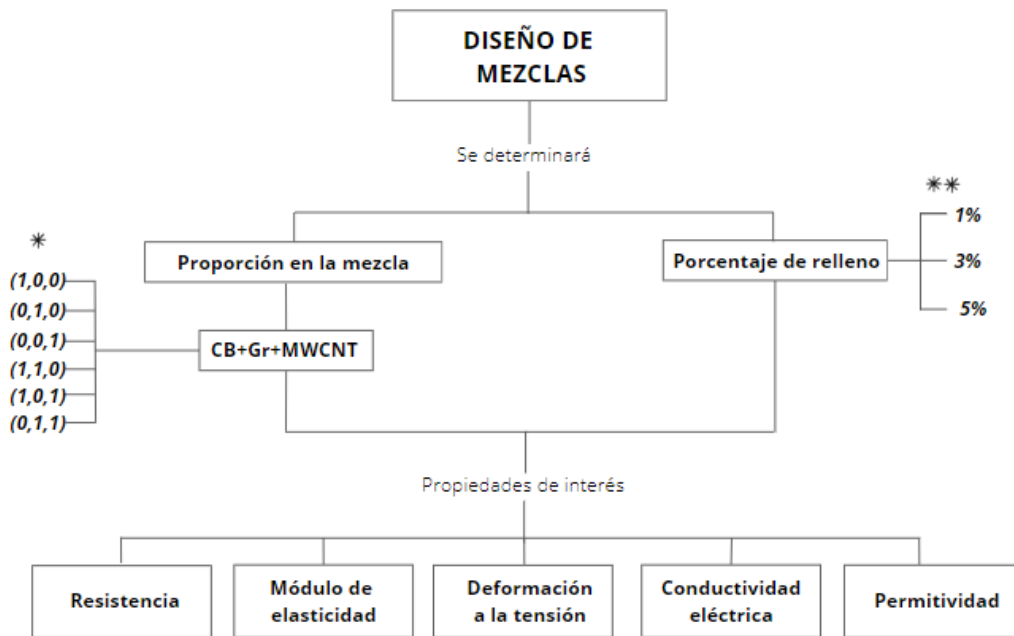 DISEÑO DE
MEZCLAS
Se determinará
**
1%
*
Proporción en la mezcla
Porcentaje de relleno
3%
(1,0,0)
(0,1,0)
5%
(0,0,1)
CB+Gr+MWCNT
(1,1,0)
(1,0,1)
(0,1,1)
Propiedades de interés
Resistencia
Módulo de
elasticidad
Deformación
a la tensión
Conductividad
eléctrica
Permitividad